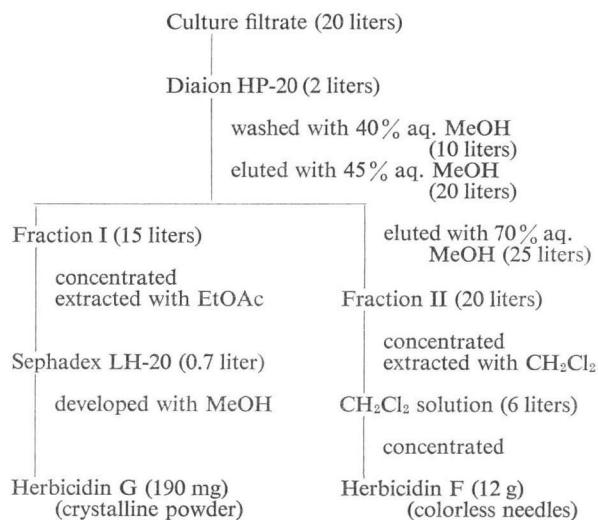 Culture filtrate (20 liters)
Diaion HP-20 (2 liters)
washed with 40% aq. MeOH
(10 liters)
eluted with 45% aq. MeOH
(20 liters)
Fraction I (15 liters)
concentrated
extracted with EtOAc
Sephadex LH-20 (0.7 liter)
developed with MeOH
Herbicidin G (190 mg)
(crystalline powder)
eluted with 70% aq.
MeOH (25 liters)
Fraction II (20 liters)
concentrated
extracted with CH₂Cl₂
CH₂Cl₂ solution (6 liters)
concentrated
Herbicidin F (12 g)
(colorless needles)